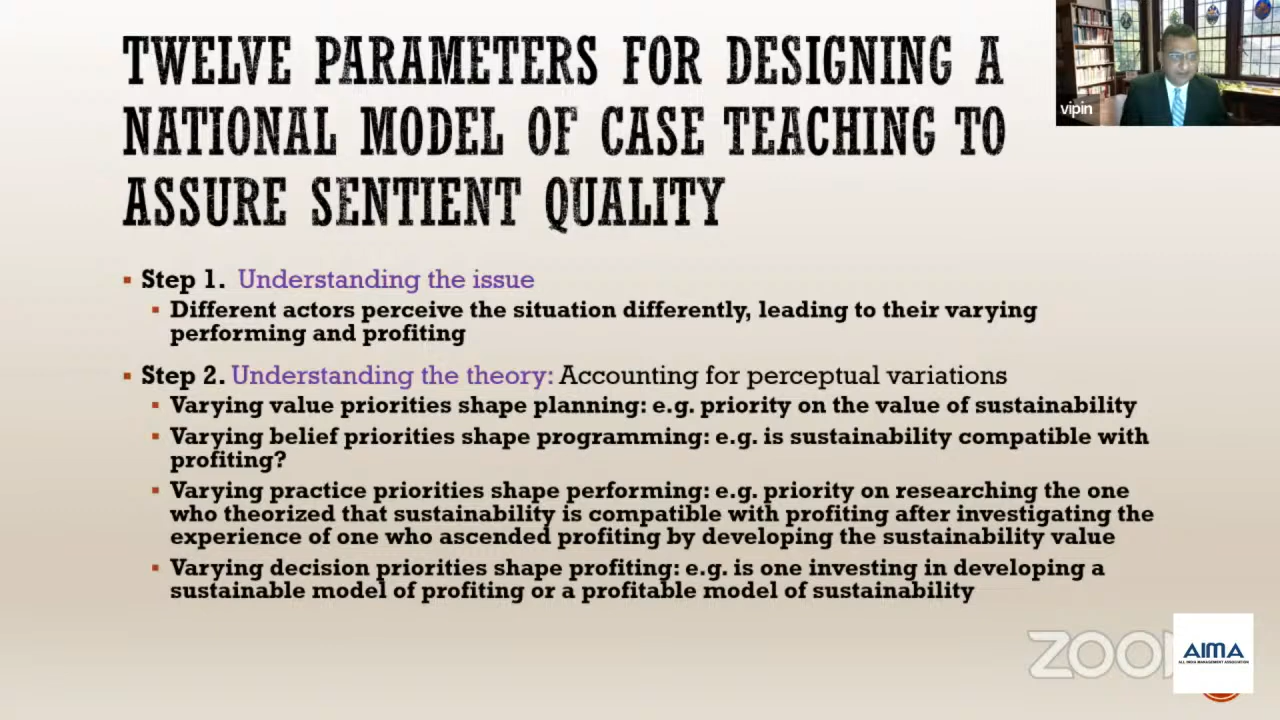 TWELVE PARAMETERS FOR DESIGNING A
NATIONAL MODEL OF CASE TEACHING TO
ASSURE SENTIENT QUALITY
vipin
Step 1. Understanding the issue
Different actors perceive the situation differently, leading to their varying
performing and profiting
Step 2. Understanding the theory: Accounting for perceptual variations
Varying value priorities shape planning: e.g. priority on the value of sustainability
Varying belief priorities shape programming: e.g. is sustainability compatible with
profiting?
Varying practice priorities shape performing: e.g. priority on researching the one
who theorized that sustainability is compatible with profiting after investigating the
experience of one who ascended profiting by developing the sustainability value
Varying decision priorities shape profiting: e.g. is one investing in developing a
sustainable model of profiting or a profitable model of sustainability
ZOO
AIMA
ALL INDIA MANAGEMENT ASSOCIATION